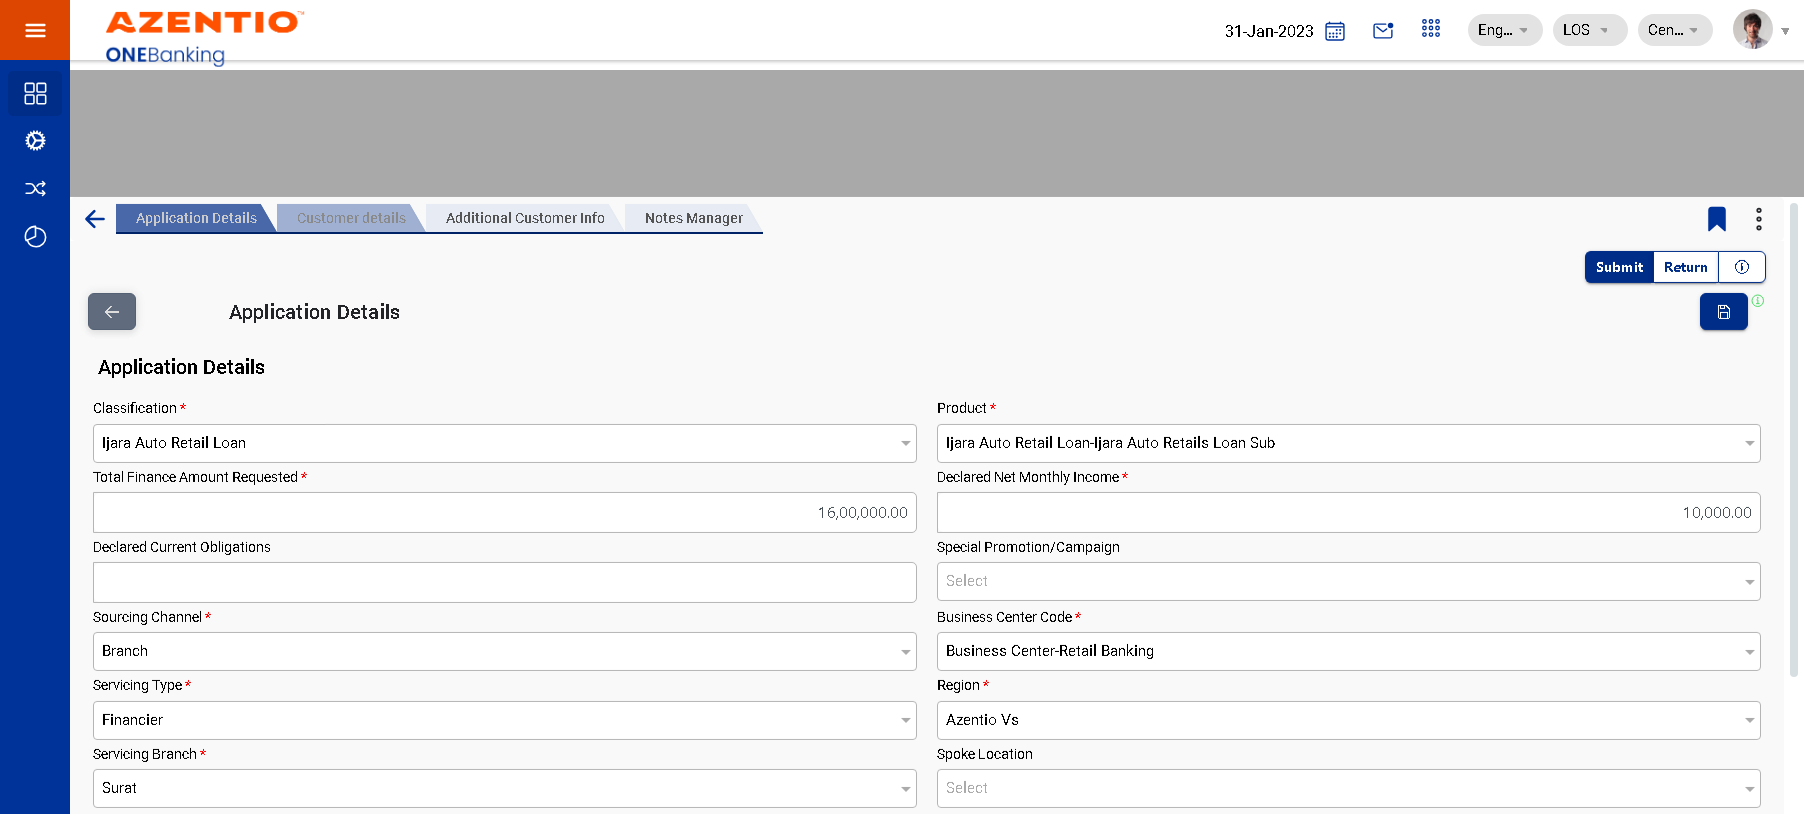 AZENTIO™
ONEBanking
31-Jan-2023
Eng...
LOS
Cen...
Application Details
Customer details
Additional Customer Info
Notes Manager
Submit
Return
Application Details
Application Details
Classification *
Product *
Ijara Auto Retail Loan
Ijara Auto Retail Loan-Ijara Auto Retails Loan Sub
Total Finance Amount Requested *
Declared Net Monthly Income *
16,00,000.00
10,000.00
Declared Current Obligations
Special Promotion/Campaign
Select
Sourcing Channel *
Business Center Code *
Branch
Business Center-Retail Banking
Servicing Type *
Region *
Financier
Azentio Vs
Servicing Branch *
Spoke Location
Surat
Select